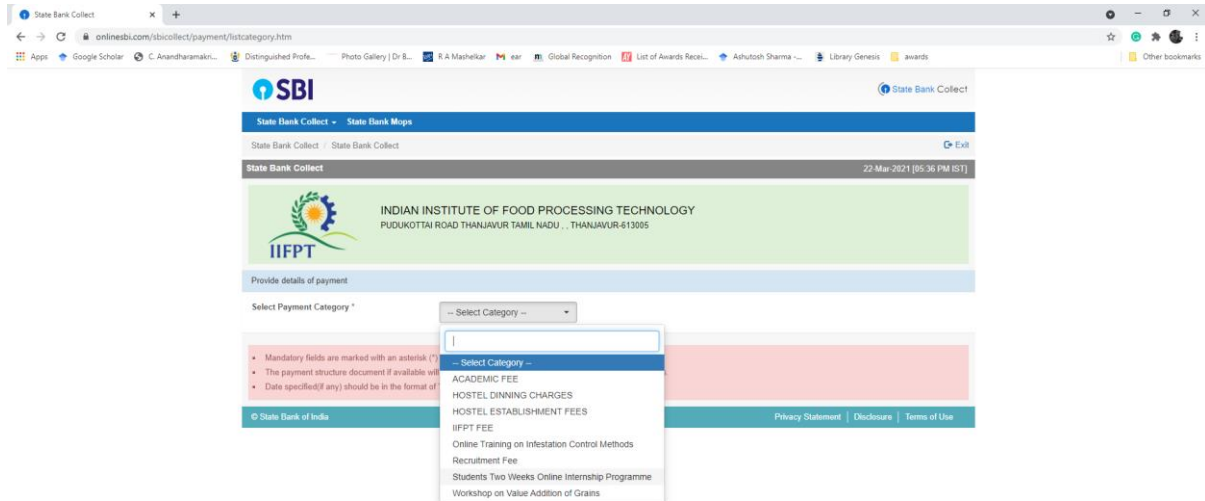 State Bank Collect
onlinesbi.com/sbicollect/payment/listcategory.htm
Apps Google Scholar C. Anandharamakri... Distinguished Profe... Photo Gallery | Dr B... R A Mashelkar ear Global Recognition List of Awards Recei... Ashutosh Sharma -... Library Genesis awards Other bookmarks
SBI State Bank Collect
State Bank Collect State Bank Mops
State Bank Collect / State Bank Collect Exit
State Bank Collect 22-Mar-2021 [05:36 PM IST]
INDIAN INSTITUTE OF FOOD PROCESSING TECHNOLOGY
PUDUKOTTAI ROAD THANJAVUR TAMIL NADU , , THANJAVUR-613005
IIFPT
Provide details of payment
Select Payment Category *
-- Select Category --
Mandatory fields are marked with an asterisk (*)
-- Select Category --
The payment structure document if available will
ACADEMIC FEE
Date specified(if any) should be in the format of
HOSTEL DINNING CHARGES
HOSTEL ESTABLISHMENT FEES
© State Bank of India Privacy Statement | Disclosure | Terms of Use
IIFPT FEE
Online Training on Infestation Control Methods
Recruitment Fee
Students Two Weeks Online Internship Programme
Workshop on Value Addition of Grains